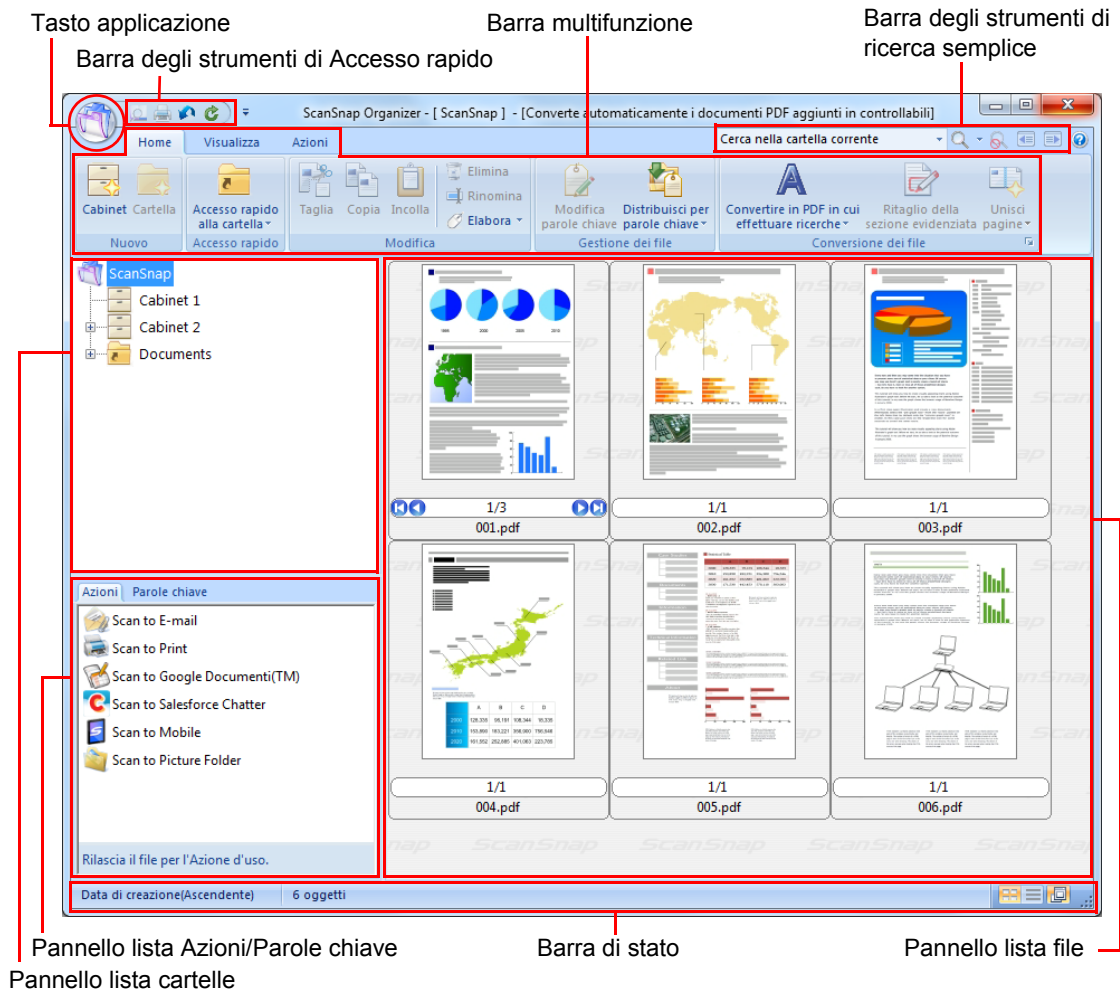 Tasto applicazione
Barra multifunzione
Barra degli strumenti di
ricerca semplice
Barra degli strumenti di Accesso rapido
ScanSnap Organizer - [ ScanSnap ] - [Converte automaticamente i documenti PDF aggiunti in controllabili]
Home Visualizza Azioni
Cerca nella cartella corrente
Cabinet Cartella
Accesso rapido
alla cartella
Taglia Copia Incolla
Elimina
Rinomina
Elabora
Modifica
parole chiave
Distribuisci per
parole chiave
Convertire in PDF in cui
effettuare ricerche
Ritaglio della
sezione evidenziata
Unisci
pagine
Nuovo Accesso rapido Modifica Gestione dei file Conversione dei file
ScanSnap
Cabinet 1
Cabinet 2
Documents
1/3
001.pdf
1/1
002.pdf
1/1
003.pdf
Azioni Parole chiave
Scan to E-mail
Scan to Print
Scan to Google Documenti(TM)
Scan to Salesforce Chatter
Scan to Mobile
Scan to Picture Folder
Rilascia il file per l'Azione d'uso.
1/1
004.pdf
1/1
005.pdf
1/1
006.pdf
ScanSnap ScanSnap ScanSnap
Data di creazione(Ascendente) 6 oggetti
Pannello lista Azioni/Parole chiave
Barra di stato
Pannello lista file
Pannello lista cartelle